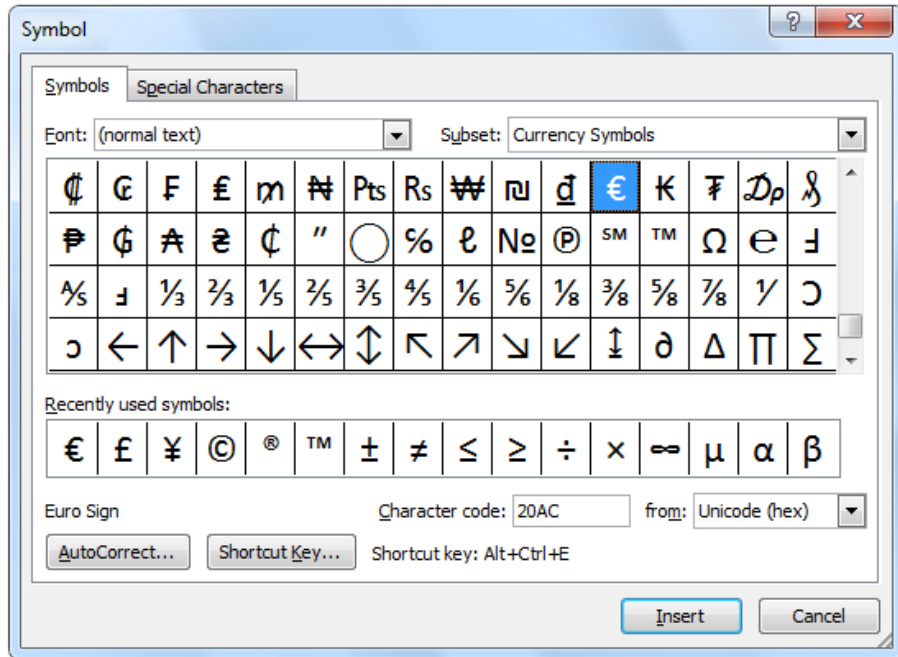 Symbol
Symbols Special Characters
Font: (normal text) Subset: Currency Symbols
₡ ₢ ₣ ₤ ₥ ₦ ₧ ₨ ₩ ₪ ₫ € ₭ ₮ ₯ ₰
₱ ₲ ₳ ₴ ₵ ″ ◯ ℅ ℓ № ℗ ℠ ™ Ω ℮ Ⅎ
⅍ ⅎ ⅓ ⅔ ⅕ ⅖ ⅗ ⅘ ⅙ ⅚ ⅛ ⅜ ⅝ ⅞ ⅟ Ↄ
ↄ ← ↑ → ↓ ↔ ↕ ↖ ↗ ↘ ↙ ↨ ∂ ∆ ∏ ∑
Recently used symbols:
€ £ ¥ © ® ™ ± ≠ ≤ ≥ ÷ × ∞ µ α β
Euro Sign Character code: 20AC from: Unicode (hex)
AutoCorrect... Shortcut Key... Shortcut key: Alt+Ctrl+E
Insert Cancel